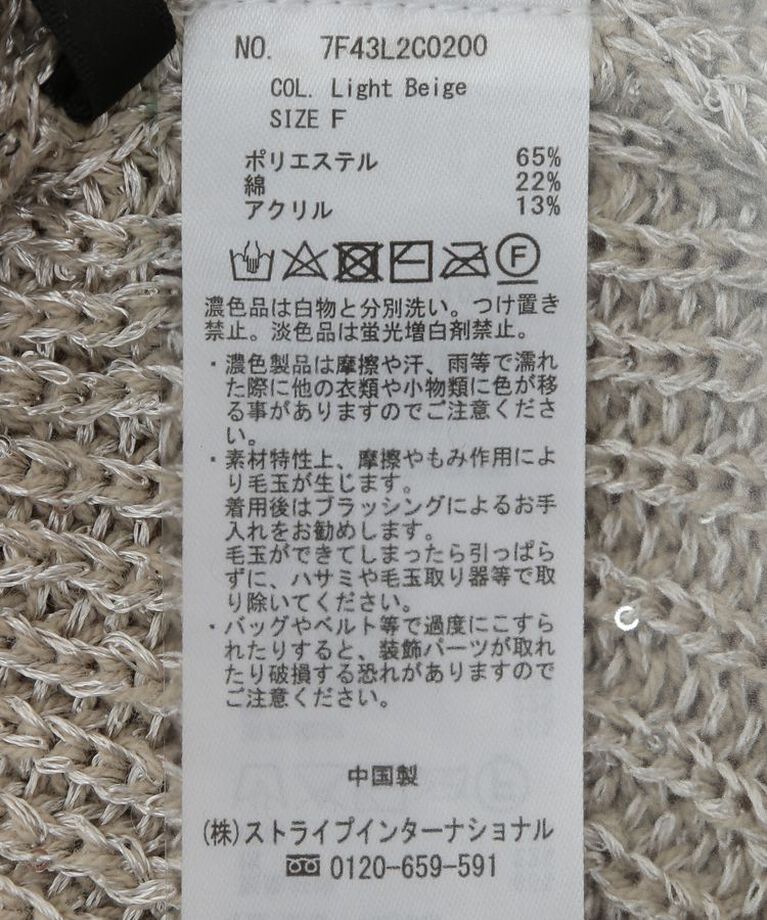 NO. 7F43L2C0200
COL. Light Beige
SIZE F
ポリエステル 65%
綿 22%
アクリル 13%
F
濃色品は白物と分別洗い。つけ置き
禁止。淡色品は蛍光増白剤禁止。
・濃色製品は摩擦や汗、雨等で濡れ
た際に他の衣類や小物類に色が移
る事がありますのでご注意くださ
い。
・素材特性上、摩擦やもみ作用によ
り毛玉が生じます。
着用後はブラッシングによるお手
入れをお勧めします。
毛玉ができてしまったら引っぱら
ずに、ハサミや毛玉取り器等で取
り除いてください。
・バッグやベルト等で過度にこすら
れたりすると、装飾パーツが取れ
たり破損する恐れがありますので
ご注意ください。
中国製
(株)ストライプインターナショナル
0120-659-591